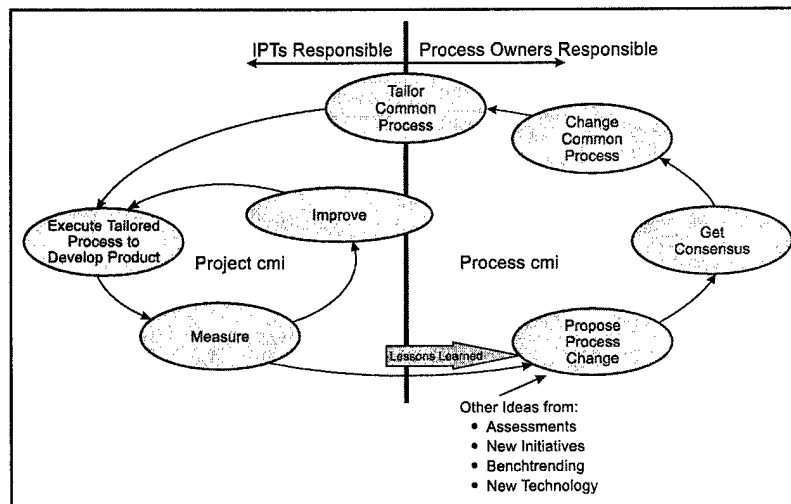 IPTs Responsible
Process Owners Responsible
Tailor
Common
Process
Change
Common
Process
Improve
Execute Tailored
Process to
Develop Product
Get
Consensus
Project cmi
Process cmi
Measure
Propose
Process
Change
Lessons Learned
Other Ideas from:
• Assessments
• New Initiatives
• Benchtrending
• New Technology